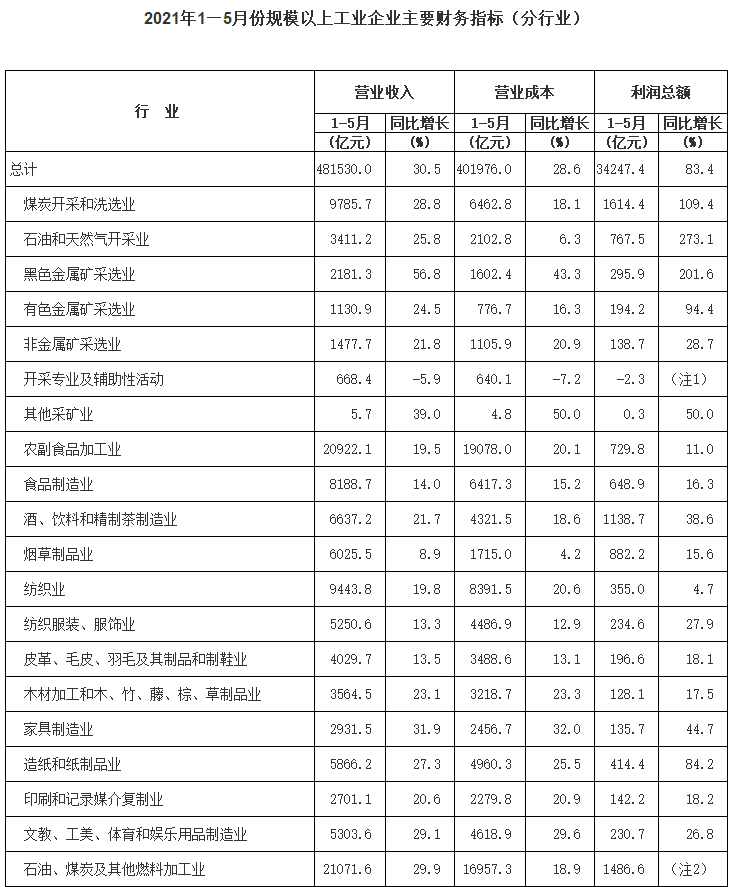 2021年1—5月份规模以上工业企业主要财务指标（分行业）
行 业 营业收入 营业成本 利润总额
1—5月 同比增长 1—5月 同比增长 1—5月 同比增长
(亿元) (%) (亿元) (%) (亿元) (%)
总计 481530.0 30.5 401976.0 28.6 34247.4 83.4
煤炭开采和洗选业 9785.7 28.8 6462.8 18.1 1614.4 109.4
石油和天然气开采业 3411.2 25.8 2102.8 6.3 767.5 273.1
黑色金属矿采选业 2181.3 56.8 1602.4 43.3 295.9 201.6
有色金属矿采选业 1130.9 24.5 776.7 16.3 194.2 94.4
非金属矿采选业 1477.7 21.8 1105.9 20.9 138.7 28.7
开采专业及辅助性活动 668.4 -5.9 640.1 -7.2 -2.3 （注1）
其他采矿业 5.7 39.0 4.8 50.0 0.3 50.0
农副食品加工业 20922.1 19.5 19078.0 20.1 729.8 11.0
食品制造业 8188.7 14.0 6417.3 15.2 648.9 16.3
酒、饮料和精制茶制造业 6637.2 21.7 4321.5 18.6 1138.7 38.6
烟草制品业 6025.5 8.9 1715.0 4.2 882.2 15.6
纺织业 9443.8 19.8 8391.5 20.6 355.0 4.7
纺织服装、服饰业 5250.6 13.3 4486.9 12.9 234.6 27.9
皮革、毛皮、羽毛及其制品和制鞋业 4029.7 13.5 3488.6 13.1 196.6 18.1
木材加工和木、竹、藤、棕、草制品业 3564.5 23.1 3218.7 23.3 128.1 17.5
家具制造业 2931.5 31.9 2456.7 32.0 135.7 44.7
造纸和纸制品业 5866.2 27.3 4960.3 25.5 414.4 84.2
印刷和记录媒介复制业 2701.1 20.6 2279.8 20.9 142.2 18.2
文教、工美、体育和娱乐用品制造业 5303.6 29.1 4618.9 29.6 230.7 26.8
石油、煤炭及其他燃料加工业 21071.6 29.9 16957.3 18.9 1486.6 （注2）